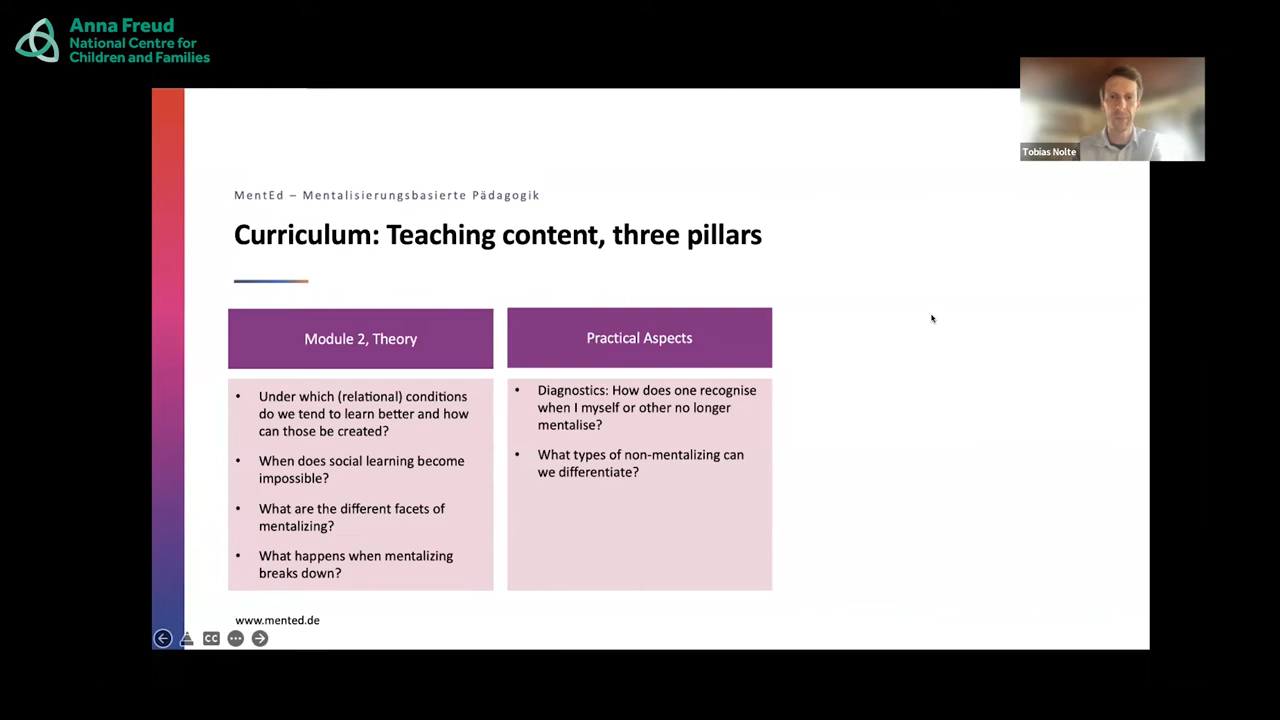 Anna Freud
National Centre for
Children and Families
Tobias Nolte
MentEd – Mentalisierungsbasierte Pädagogik
Curriculum: Teaching content, three pillars
Module 2, Theory
• Under which (relational) conditions
do we tend to learn better and how
can those be created?
• When does social learning become
impossible?
• What are the different facets of
mentalizing?
• What happens when mentalizing
breaks down?
Practical Aspects
• Diagnostics: How does one recognise
when I myself or other no longer
mentalise?
• What types of non-mentalizing can
we differentiate?
www.mented.de
CC